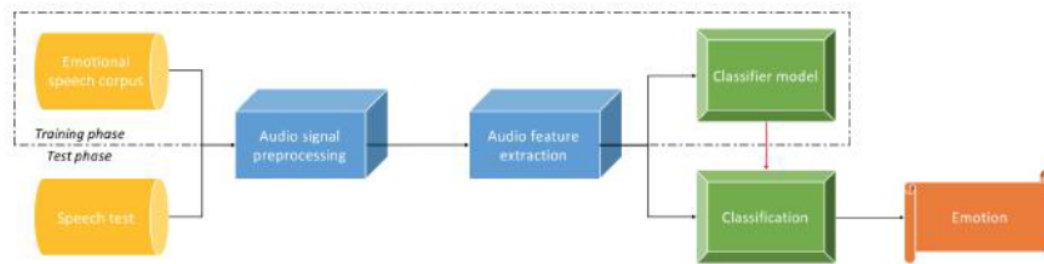 Emotional
speech corpus
Classifier model
Training phase
Test phase
Audio signal
preprocessing
Audio feature
extraction
Speech test
Classification
Emotion